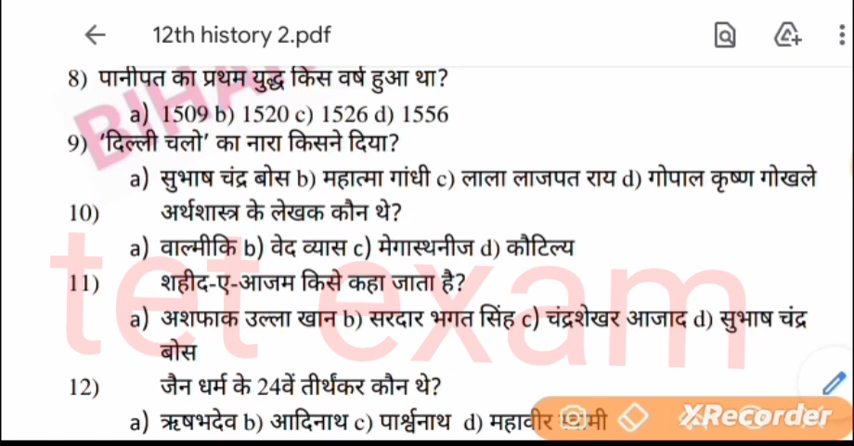 12th history 2.pdf
8) पानीपत का प्रथम युद्ध किस वर्ष हुआ था?
a) 1509 b) 1520 c) 1526 d) 1556
9) 'दिल्ली चलो' का नारा किसने दिया?
a) सुभाष चंद्र बोस b) महात्मा गांधी c) लाला लाजपत राय d) गोपाल कृष्ण गोखले
10) अर्थशास्त्र के लेखक कौन थे?
a) वाल्मीकि b) वेद व्यास c) मेगास्थनीज d) कौटिल्य
11) शहीद-ए-आजम किसे कहा जाता है?
a) अशफाक उल्ला खान b) सरदार भगत सिंह c) चंद्रशेखर आजाद d) सुभाष चंद्र
बोस
12) जैन धर्म के 24वें तीर्थंकर कौन थे?
a) ऋषभदेव b) आदिनाथ c) पार्श्वनाथ d) महावीर
BIHAR
tet exam
XRecorder